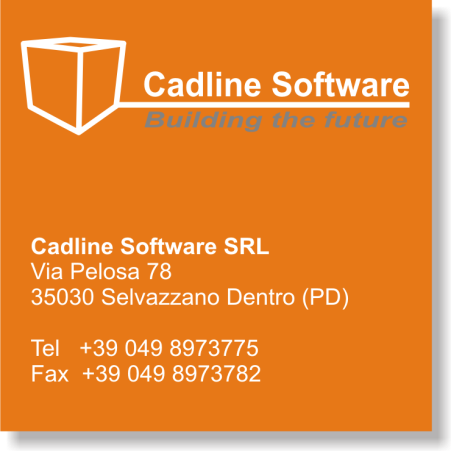 Cadline Software
Building the future
Cadline Software SRL
Via Pelosa 78
35030 Selvazzano Dentro (PD)
Tel +39 049 8973775
Fax +39 049 8973782